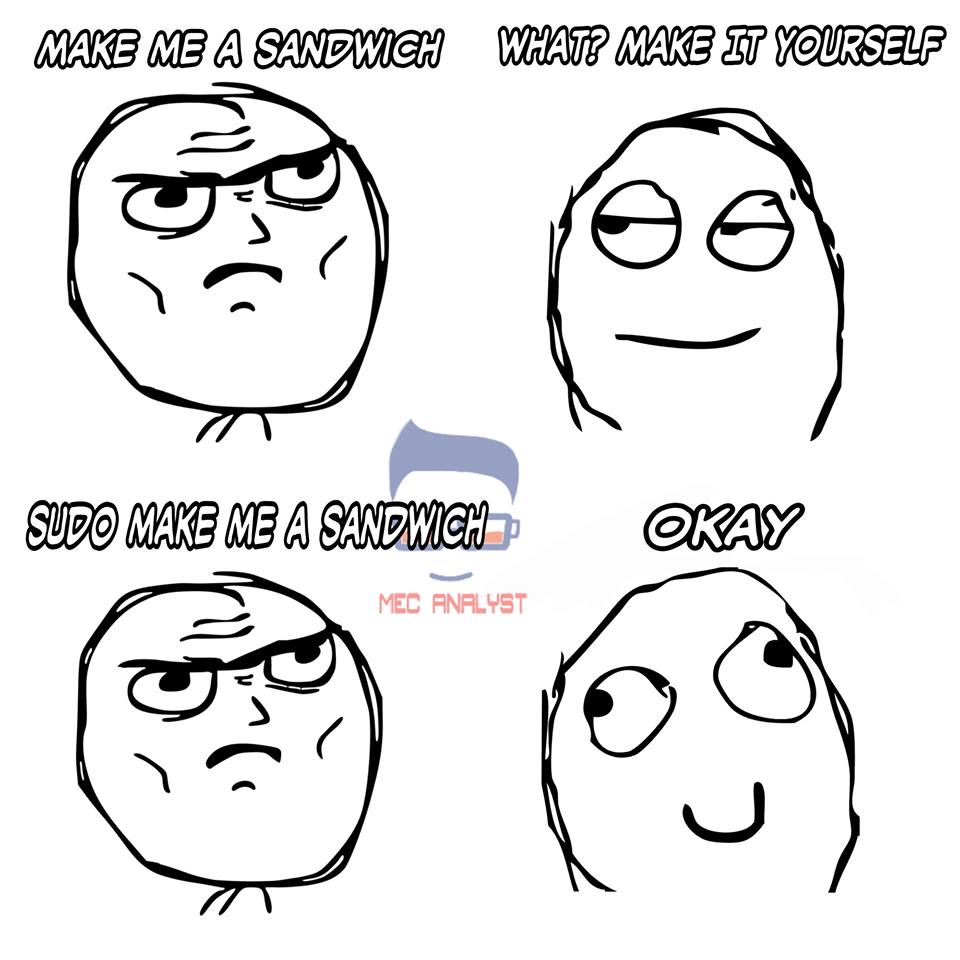 MAKE ME A SANDWICH
WHAT? MAKE IT YOURSELF
SUDO MAKE ME A SANDWICH
OKAY
MEC ANALYST